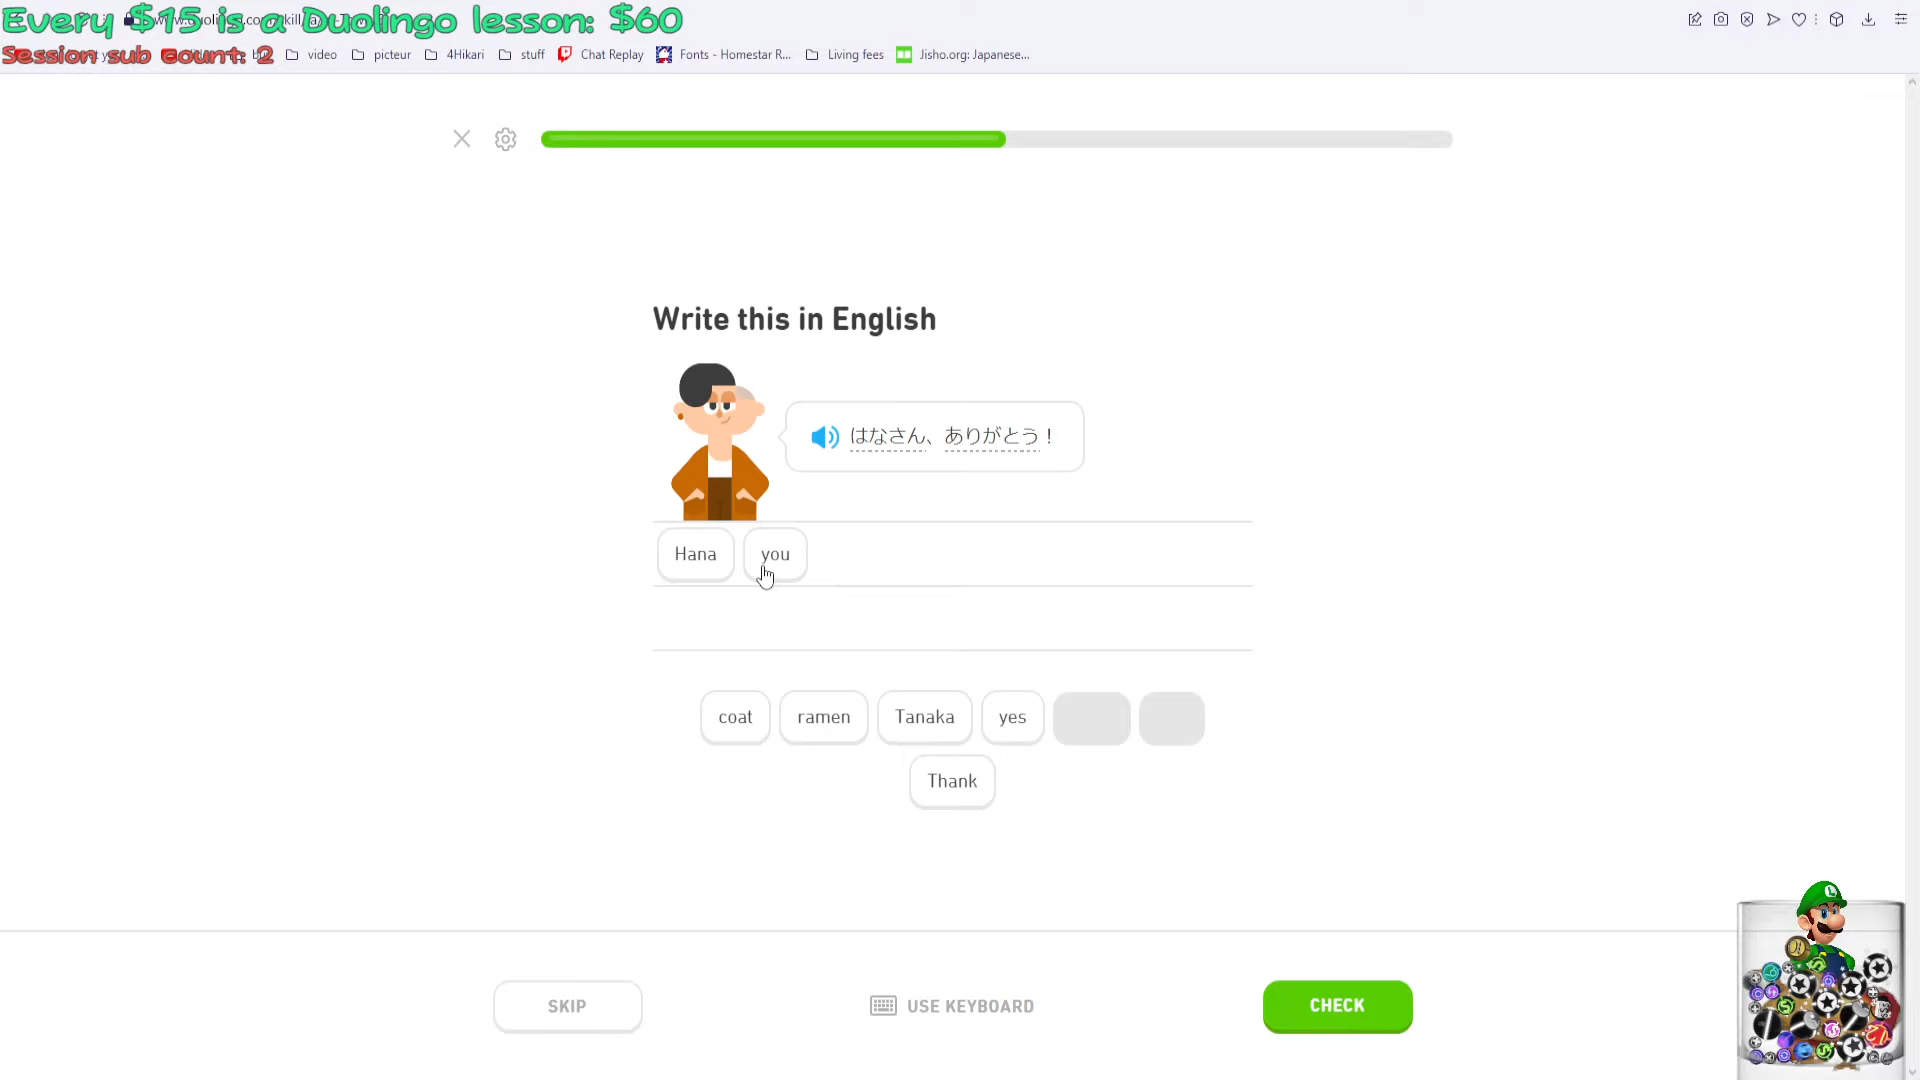 Every $15 is a Duolingo lesson: $60
Session sub count: 2
video picteur 4Hikari stuff Chat Replay Fonts - Homestar R... Living fees Jisho.org: Japanese...
Write this in English
はなさん、ありがとう！
Hana you
coat ramen Tanaka yes
Thank
SKIP USE KEYBOARD CHECK